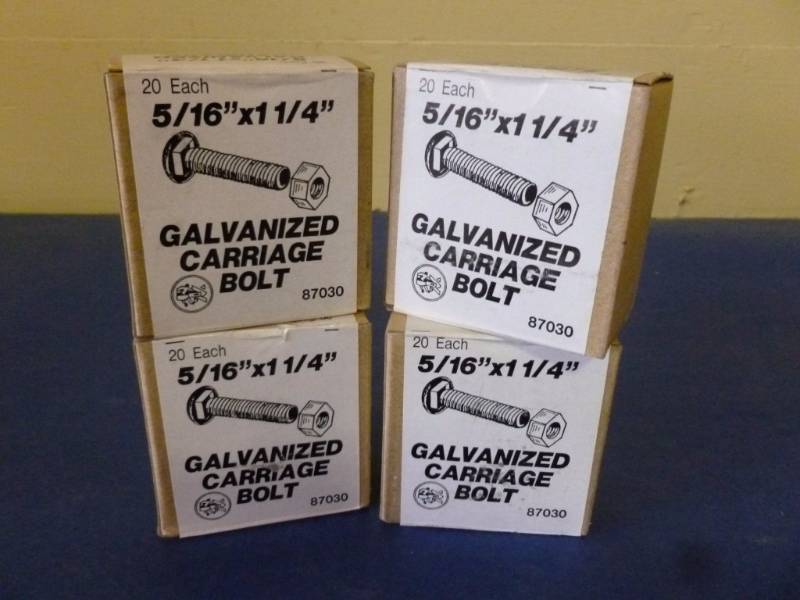 20 Each
5/16"x1 1/4"
GALVANIZED
CARRIAGE
BOLT
87030
20 Each
5/16"x1 1/4"
GALVANIZED
CARRIAGE
BOLT
87030
20 Each
5/16"x1 1/4"
GALVANIZED
CARRIAGE
BOLT
87030
20 Each
5/16"x1 1/4"
GALVANIZED
CARRIAGE
BOLT
87030